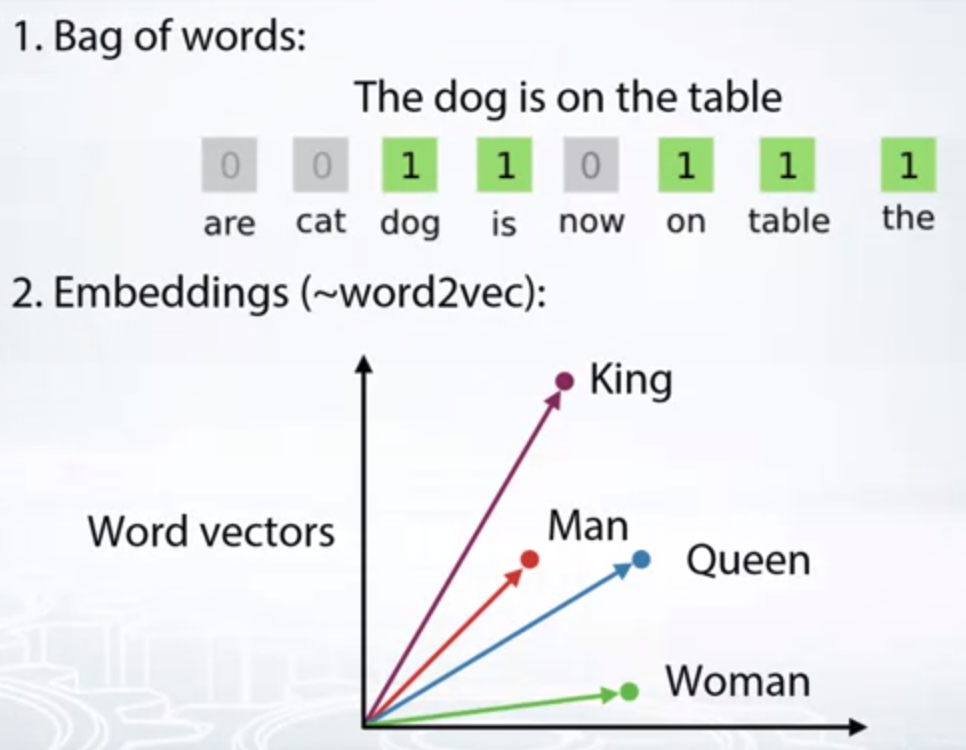 1. Bag of words:
The dog is on the table
0 0 1 1 0 1 1 1
are cat dog is now on table the
2. Embeddings (~word2vec):
King
Man
Word vectors
Queen
Woman